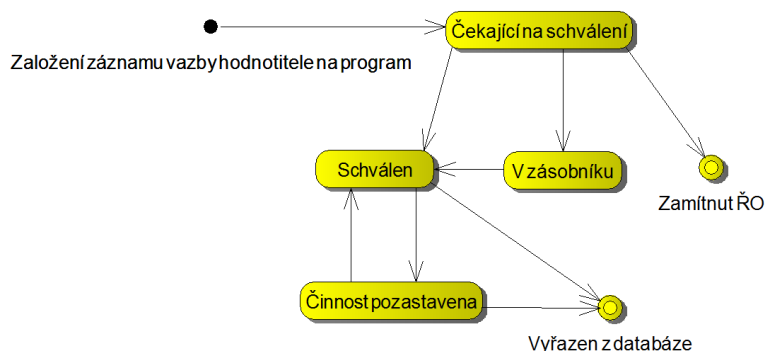 Čekající na schválení
Založení záznamu vazby hodnotitele na program
Schválen
V zásobníku
Zamítnut ŘO
Činnost pozastavena
Vyřazen z databáze